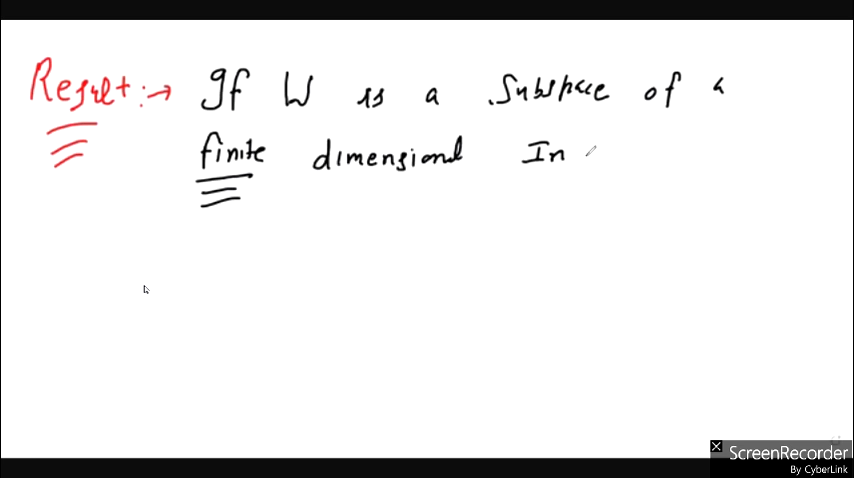 Result :→ If W is a Subspace of a
finite dimensional In
ScreenRecorder
By CyberLink